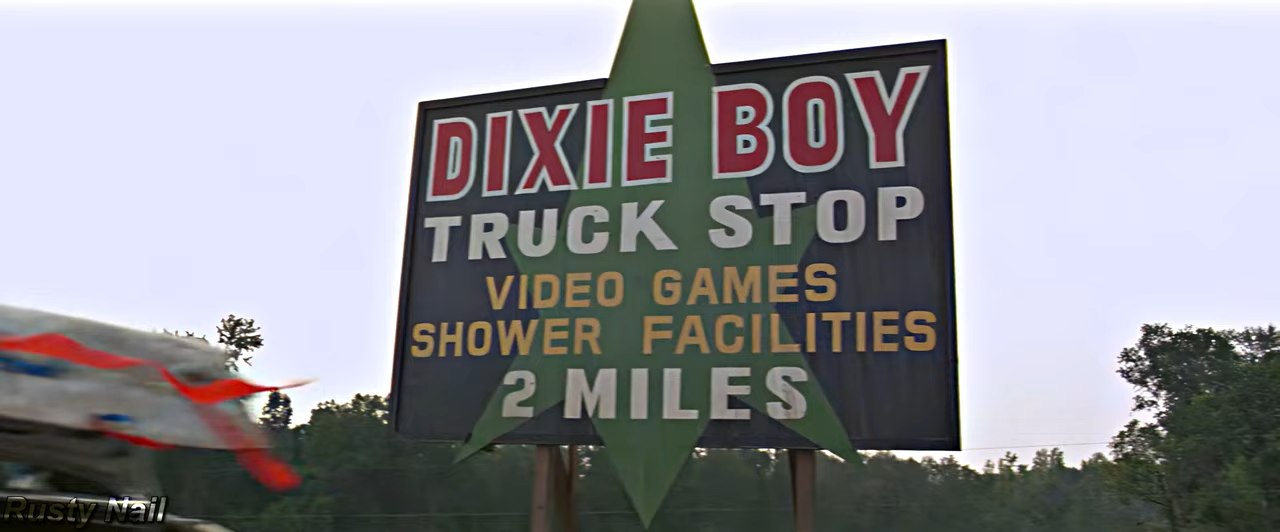 DIXIE BOY
TRUCK STOP
VIDEO GAMES
SHOWER FACILITIES
2 MILES
Rusty Nail